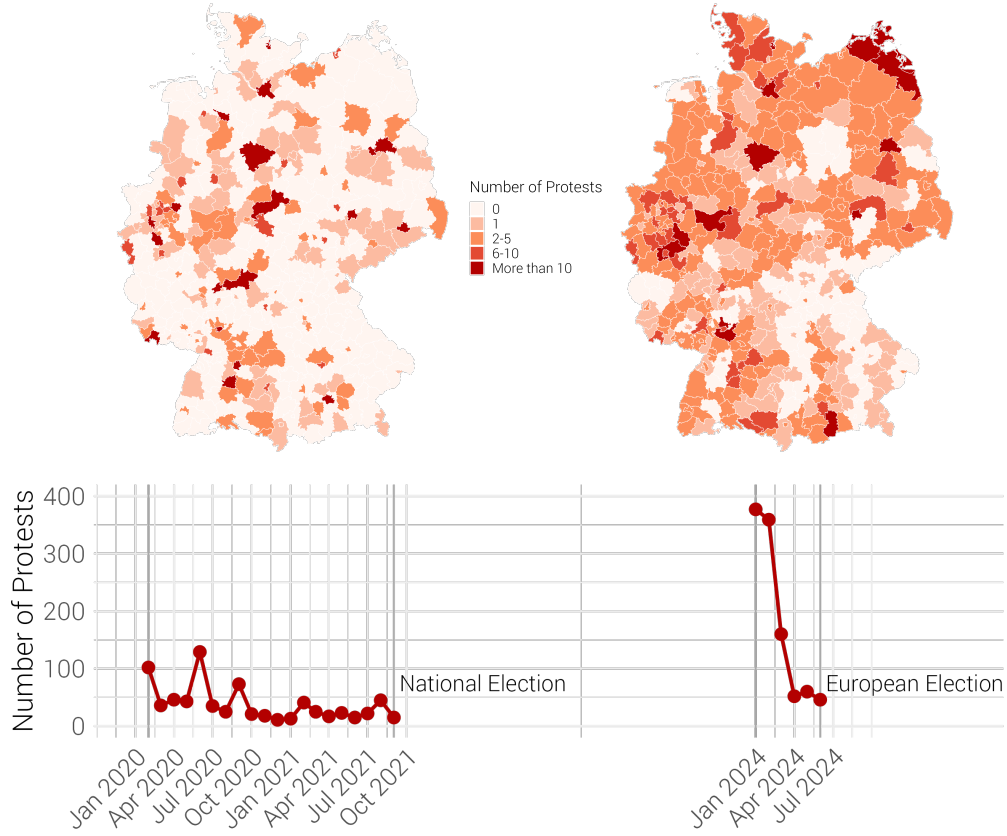 Number of Protests
0
1
2-5
6-10
More than 10
Number of Protests
400
300
200
100
0
National Election
European Election
Jan 2020
Apr 2020
Jul 2020
Oct 2020
Jan 2021
Apr 2021
Jul 2021
Oct 2021
Jan 2024
Apr 2024
Jul 2024